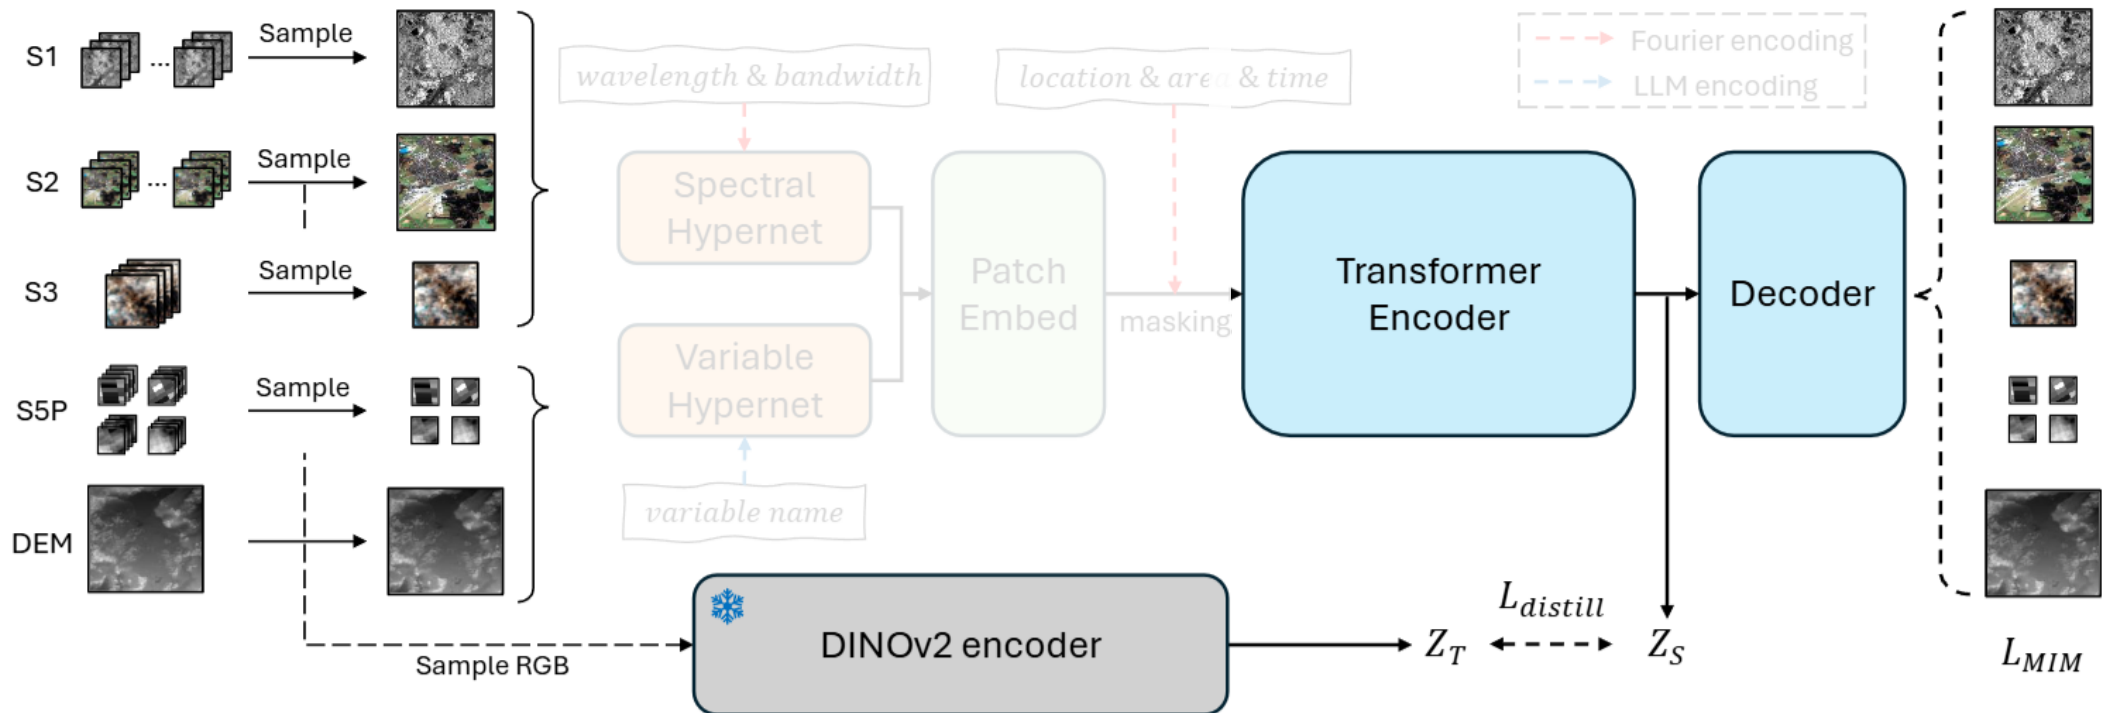 S1
Sample
S2
Sample
S3
Sample
S5P
Sample
DEM
wavelength & bandwidth
location & area & time
Fourier encoding
LLM encoding
Spectral
Hypernet
Variable
Hypernet
variable name
Patch
Embed
masking
Transformer
Encoder
Decoder
Sample RGB
DINOv2 encoder
Z_T
L_distill
Z_S
L_MIM